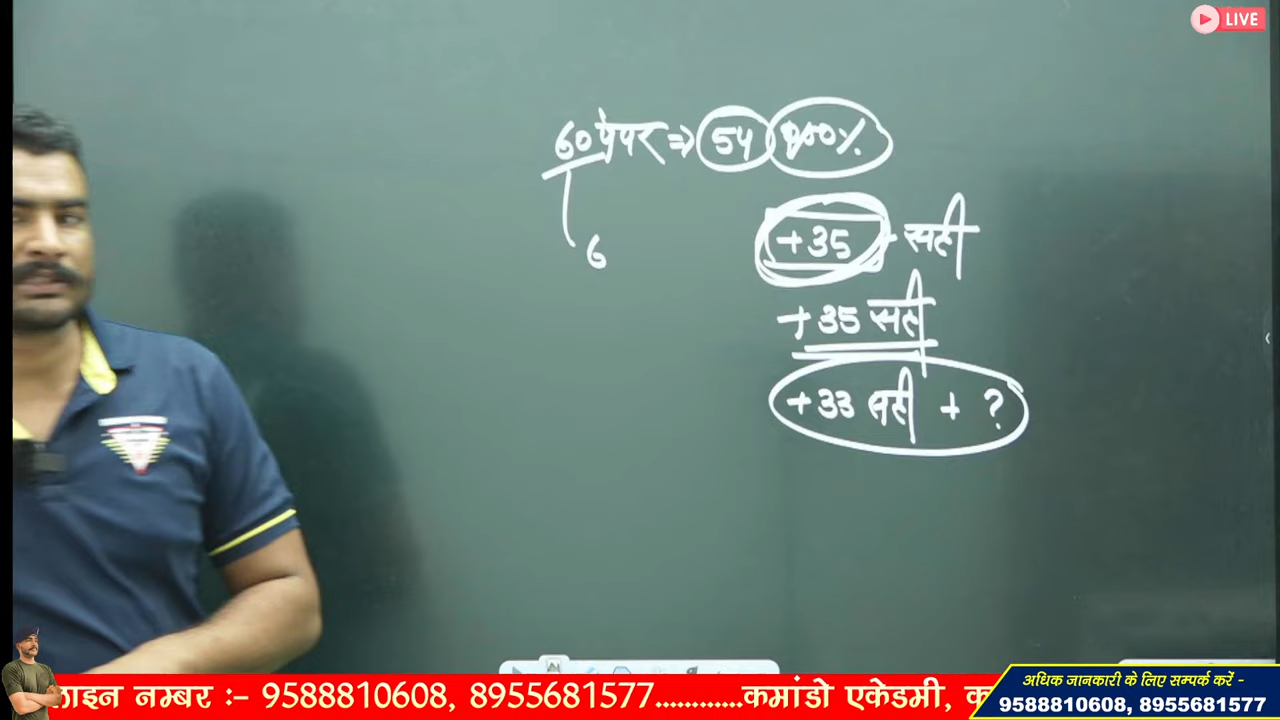 LIVE
60 पेपर ⇒ 54 100%
6
+35 - सही
+35 सही
+33 सही + ?
लाइन नम्बर :- 9588810608, 8955681577............कमांडो एकेडमी,
अधिक जानकारी के लिए सम्पर्क करें -
9588810608, 8955681577